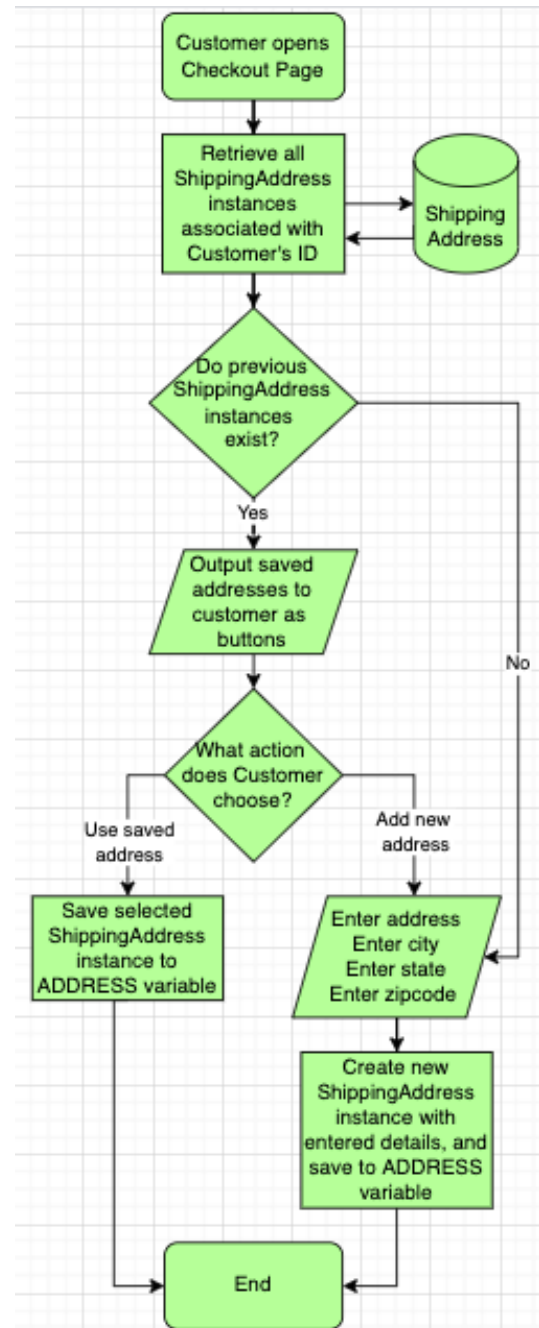 Customer opens
Checkout Page
Retrieve all
ShippingAddress
instances
associated with
Customer's ID
Shipping
Address
Do previous
ShippingAddress
instances
exist?
Yes
No
Output saved
addresses to
customer as
buttons
What action
does Customer
choose?
Use saved
address
Add new
address
Save selected
ShippingAddress
instance to
ADDRESS variable
Enter address
Enter city
Enter state
Enter zipcode
Create new
ShippingAddress
instance with
entered details, and
save to ADDRESS
variable
End